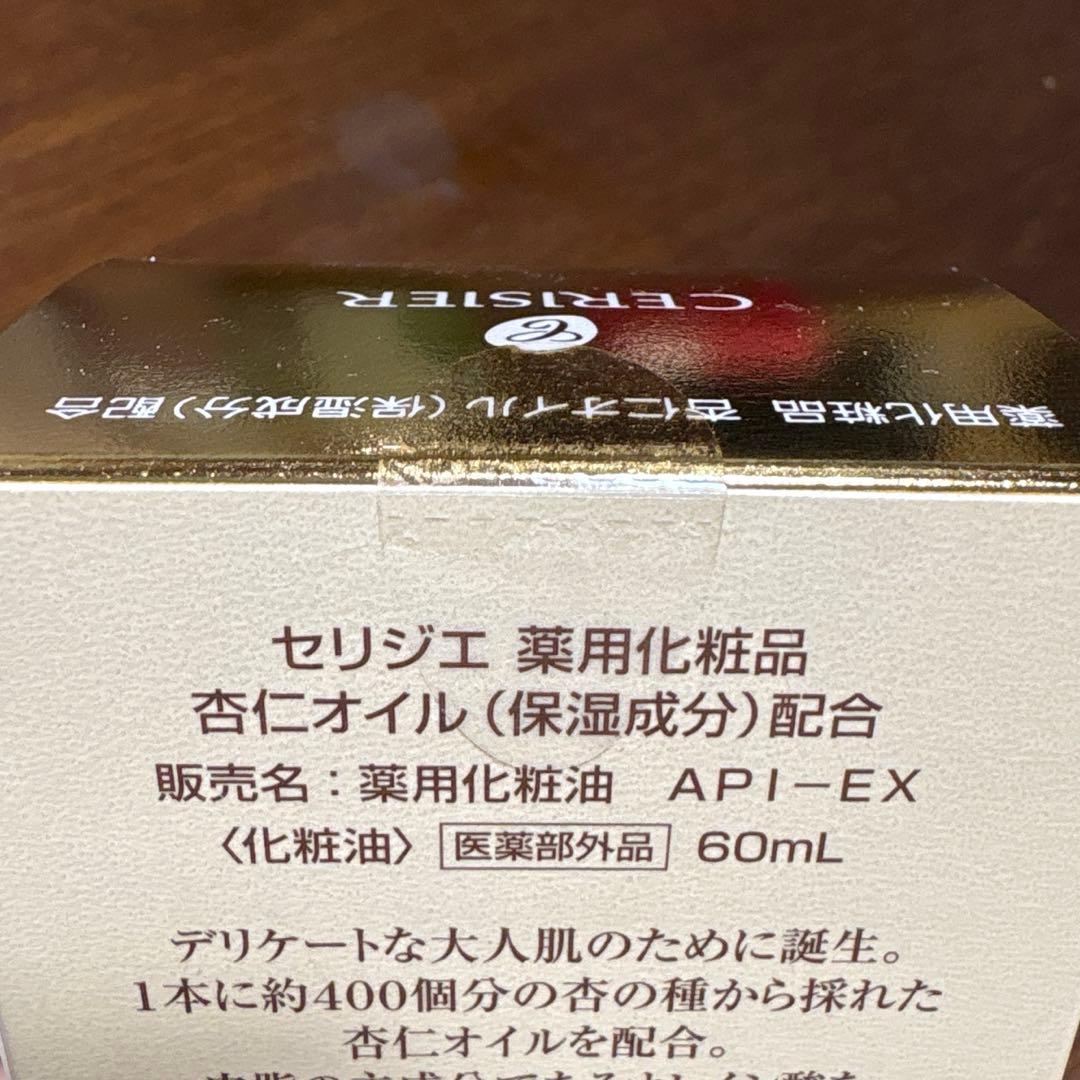 CERISIER
薬用化粧品 杏仁オイル(保湿成分)配合
セリジエ 薬用化粧品
杏仁オイル(保湿成分)配合
販売名:薬用化粧油 API-EX
〈化粧油〉 医薬部外品 60mL
デリケートな大人肌のために誕生。
1本に約400個分の杏の種から採れた
杏仁オイルを配合。